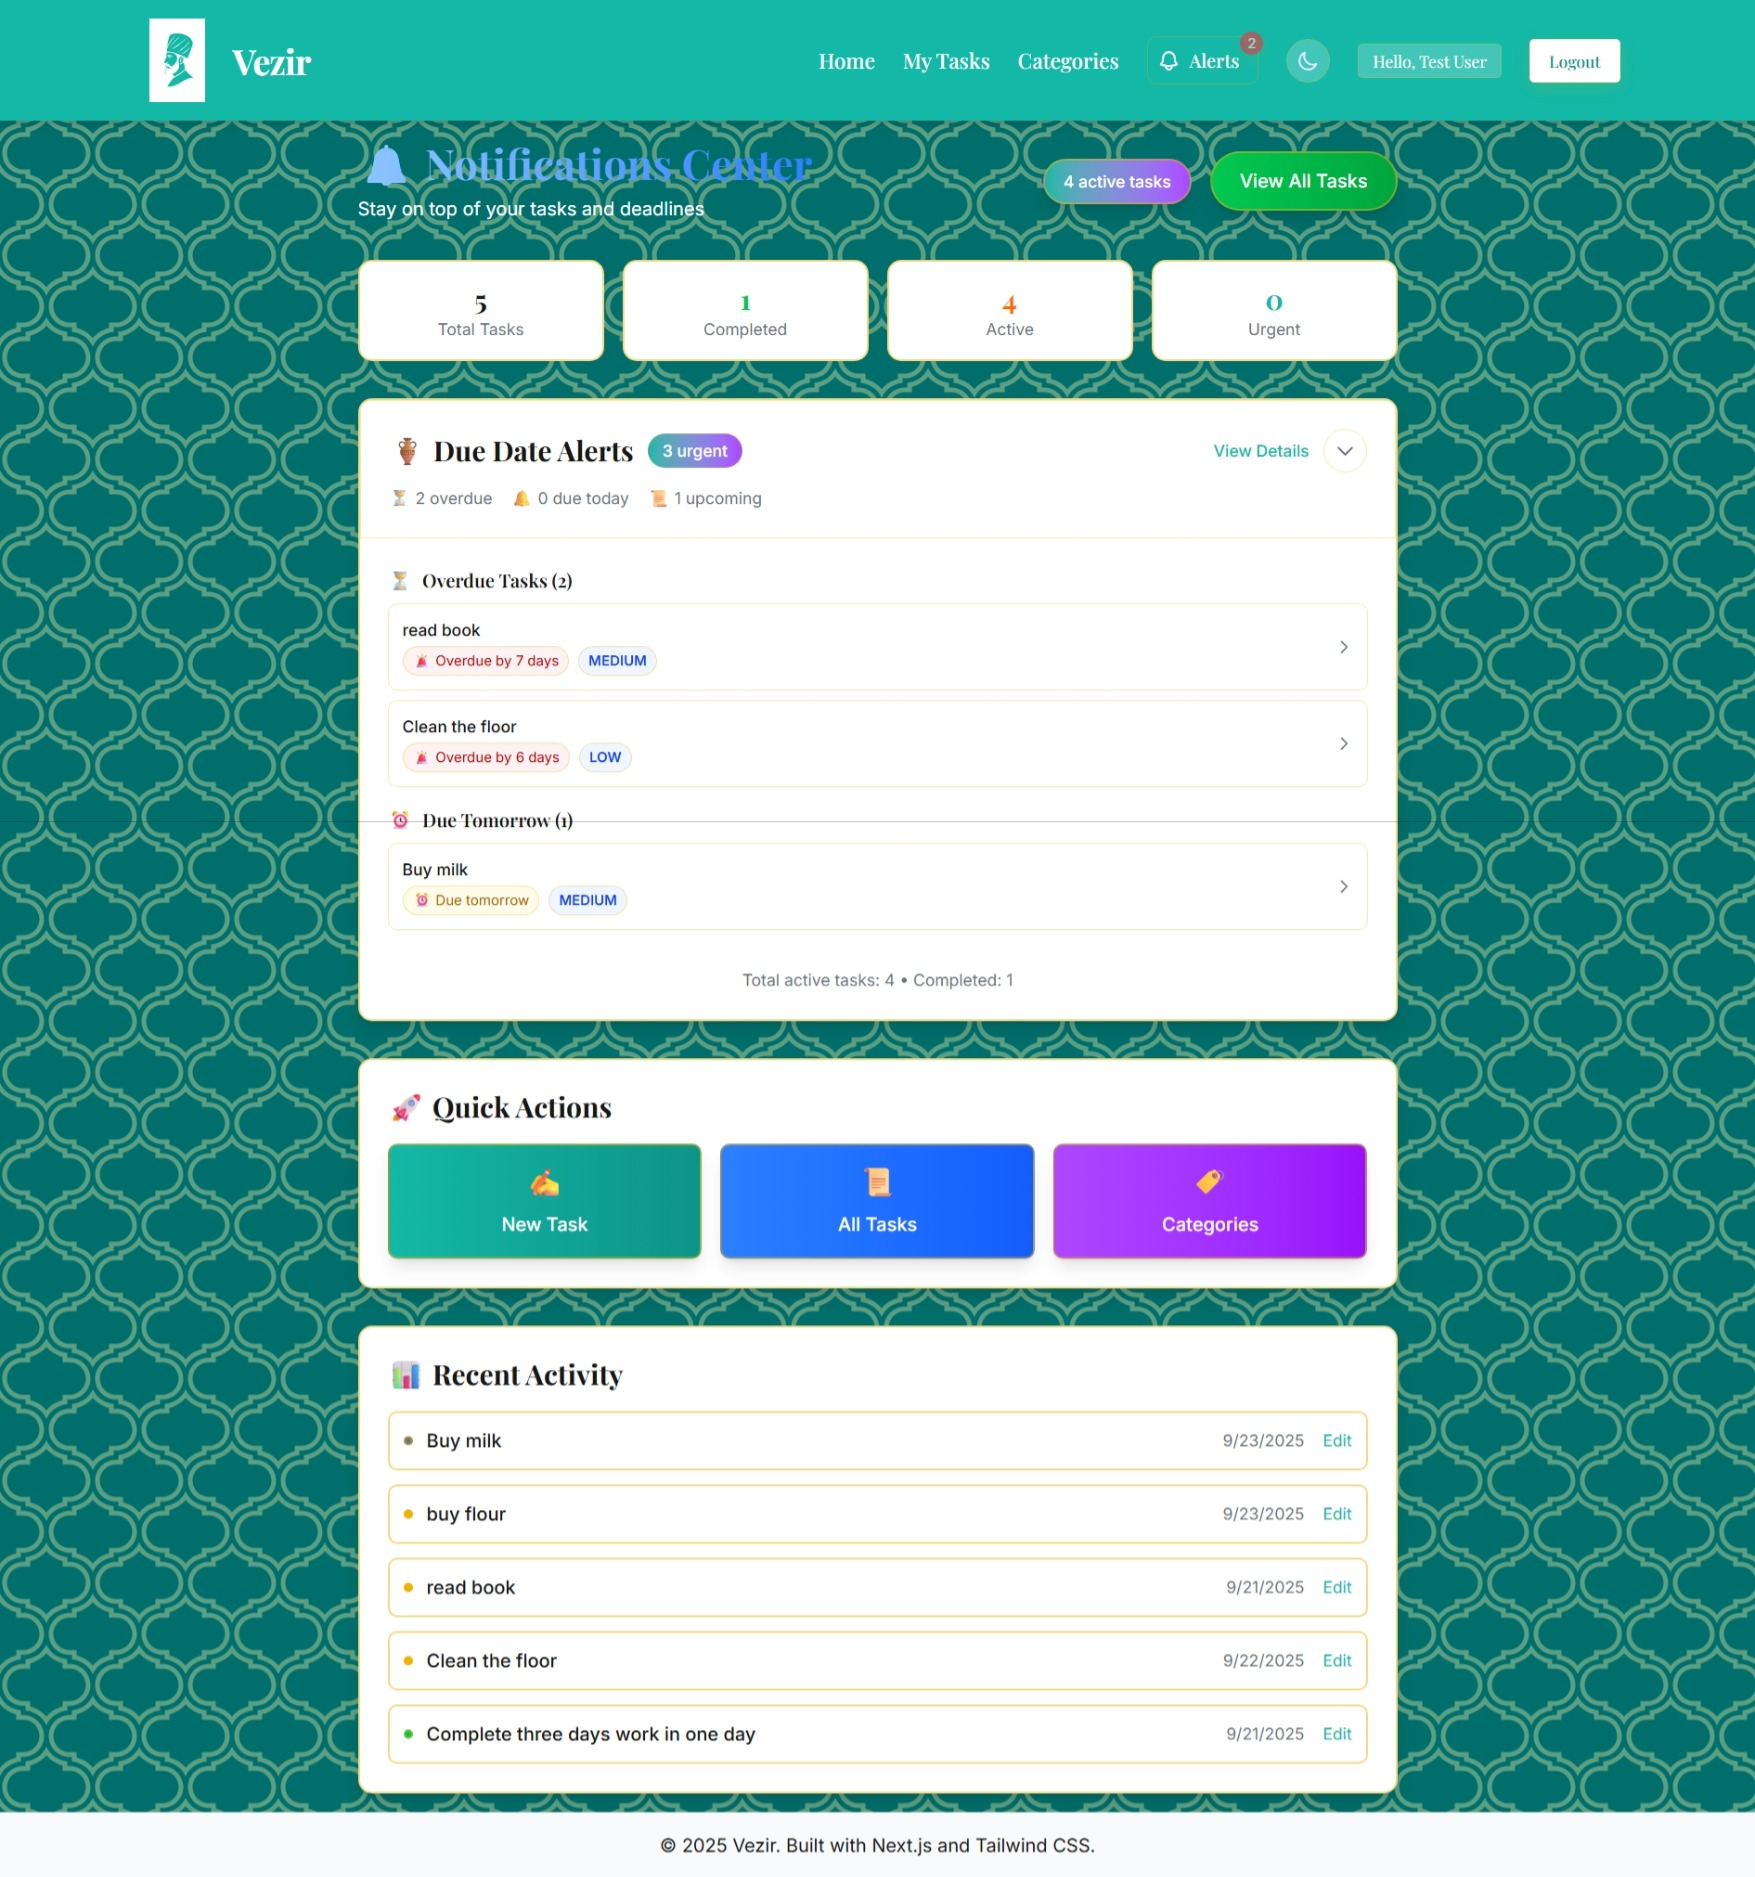 Vezir
Home
My Tasks
Categories
Alerts
2
Hello, Test User
Logout
Notifications Center
Stay on top of your tasks and deadlines
4 active tasks
View All Tasks
5
Total Tasks
1
Completed
4
Active
0
Urgent
Due Date Alerts
3 urgent
View Details
2 overdue
0 due today
1 upcoming
Overdue Tasks (2)
read book
Overdue by 7 days
MEDIUM
Clean the floor
Overdue by 6 days
LOW
Due Tomorrow (1)
Buy milk
Due tomorrow
MEDIUM
Total active tasks: 4 • Completed: 1
Quick Actions
New Task
All Tasks
Categories
Recent Activity
Buy milk
9/23/2025
Edit
buy flour
9/23/2025
Edit
read book
9/21/2025
Edit
Clean the floor
9/22/2025
Edit
Complete three days work in one day
9/21/2025
Edit
© 2025 Vezir. Built with Next.js and Tailwind CSS.